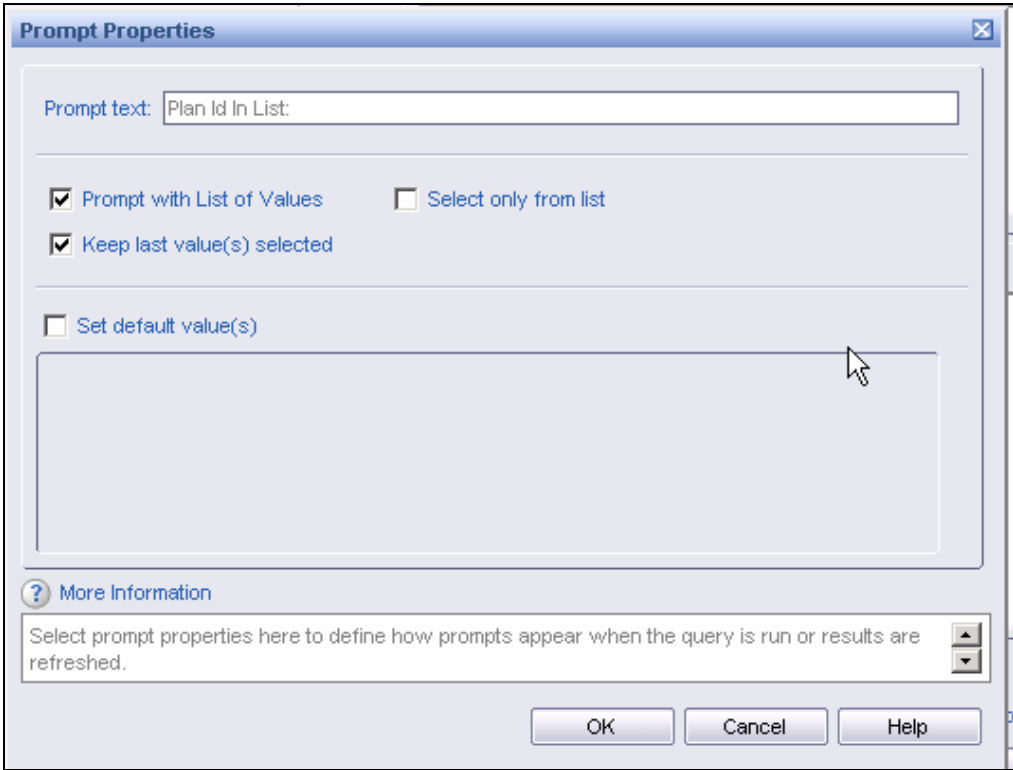 Prompt Properties
Prompt text: Plan Id In List:
Prompt with List of Values Select only from list
Keep last value(s) selected
Set default value(s)
? More Information
Select prompt properties here to define how prompts appear when the query is run or results are
refreshed.
OK Cancel Help